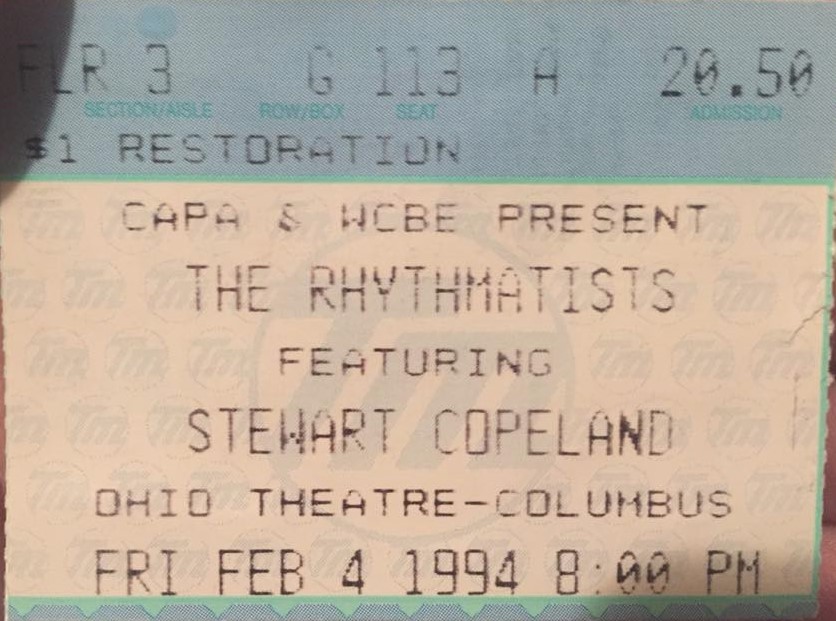 FLR 3 G 113 A 20.50
SECTION/AISLE ROW/BOX SEAT ADMISSION
$1 RESTORATION
CAPA & WCBE PRESENT
THE RHYTHMATISTS
FEATURING
STEWART COPELAND
OHIO THEATRE-COLUMBUS
FRI FEB 4 1994 8:00 PM